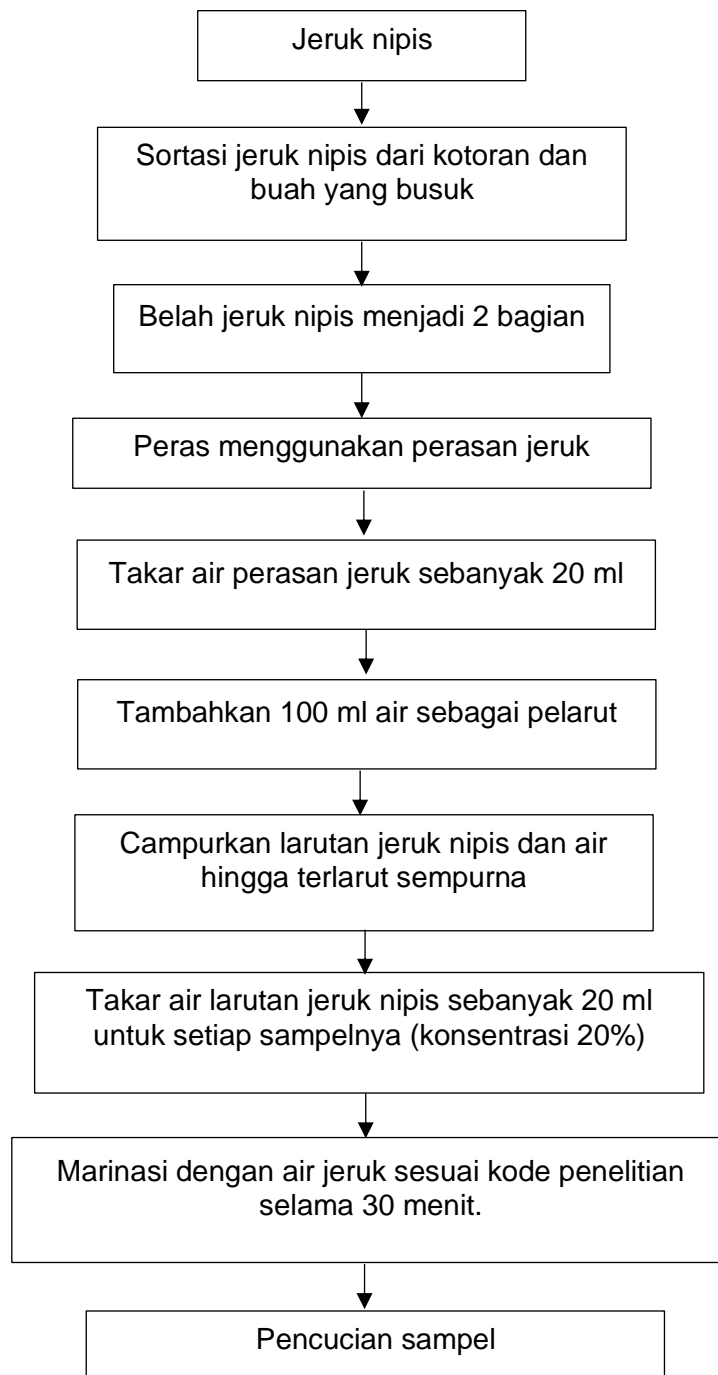 Jeruk nipis
Sortasi jeruk nipis dari kotoran dan
buah yang busuk
Belah jeruk nipis menjadi 2 bagian
Peras menggunakan perasan jeruk
Takar air perasan jeruk sebanyak 20 ml
Tambahkan 100 ml air sebagai pelarut
Campurkan larutan jeruk nipis dan air
hingga terlarut sempurna
Takar air larutan jeruk nipis sebanyak 20 ml
untuk setiap sampelnya (konsentrasi 20%)
Marinasi dengan air jeruk sesuai kode penelitian
selama 30 menit.
Pencucian sampel